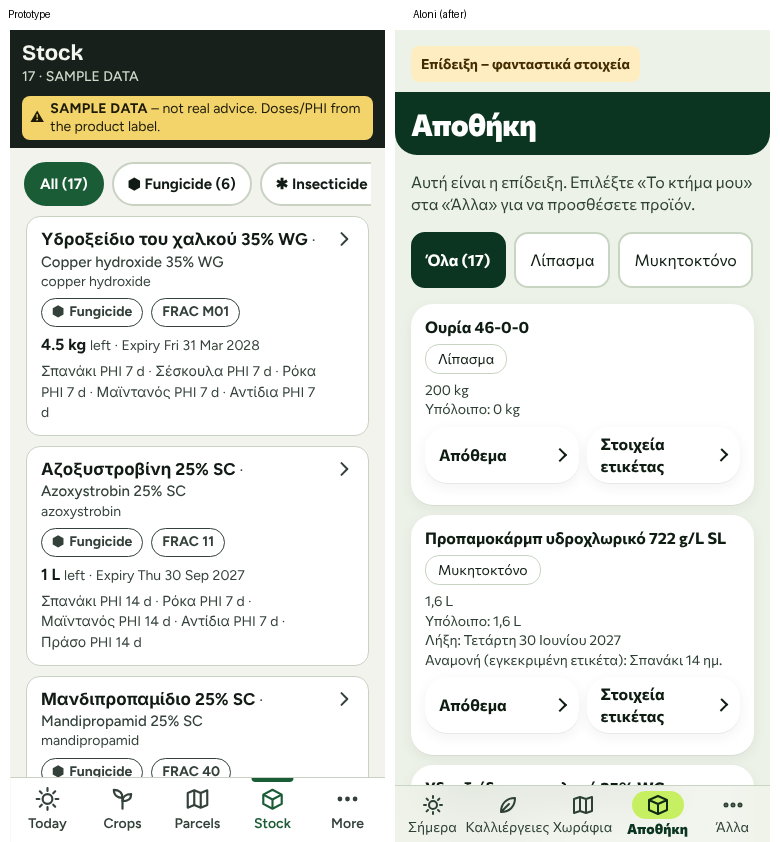 Prototype
Stock
17 · SAMPLE DATA
SAMPLE DATA – not real advice. Doses/PHI from
the product label.
All (17)
Fungicide (6)
Insecticide
Υδροξείδιο του χαλκού 35% WG ·
Copper hydroxide 35% WG
copper hydroxide
Fungicide
FRAC M01
4.5 kg left · Expiry Fri 31 Mar 2028
Σπανάκι PHI 7 d · Σέσκουλα PHI 7 d · Ρόκα
PHI 7 d · Μαϊντανός PHI 7 d · Αντίδια PHI 7
d
Αζοξυστροβίνη 25% SC ·
Azoxystrobin 25% SC
azoxystrobin
Fungicide
FRAC 11
1 L left · Expiry Thu 30 Sep 2027
Σπανάκι PHI 14 d · Ρόκα PHI 7 d ·
Μαϊντανός PHI 14 d · Αντίδια PHI 7 d ·
Πράσο PHI 14 d
Μανδιπροπαμίδιο 25% SC ·
Mandipropamid 25% SC
mandipropamid
Fungicide
FRAC 40
Today
Crops
Parcels
Stock
More
Aloni (after)
Επίδειξη – φανταστικά στοιχεία
Αποθήκη
Αυτή είναι η επίδειξη. Επιλέξτε «Το κτήμα μου»
στα «Άλλα» για να προσθέσετε προϊόν.
Όλα (17)
Λίπασμα
Μυκητοκτόνο
Ουρία 46-0-0
Λίπασμα
200 kg
Υπόλοιπο: 0 kg
Απόθεμα
Στοιχεία
ετικέτας
Προπαμοκάρμπ υδροχλωρικό 722 g/L SL
Μυκητοκτόνο
1,6 L
Υπόλοιπο: 1,6 L
Λήξη: Τετάρτη 30 Ιουνίου 2027
Αναμονή (εγκεκριμένη ετικέτα): Σπανάκι 14 ημ.
Απόθεμα
Στοιχεία
ετικέτας
Σήμερα
Καλλιέργειες
Χωράφια
Αποθήκη
Άλλα